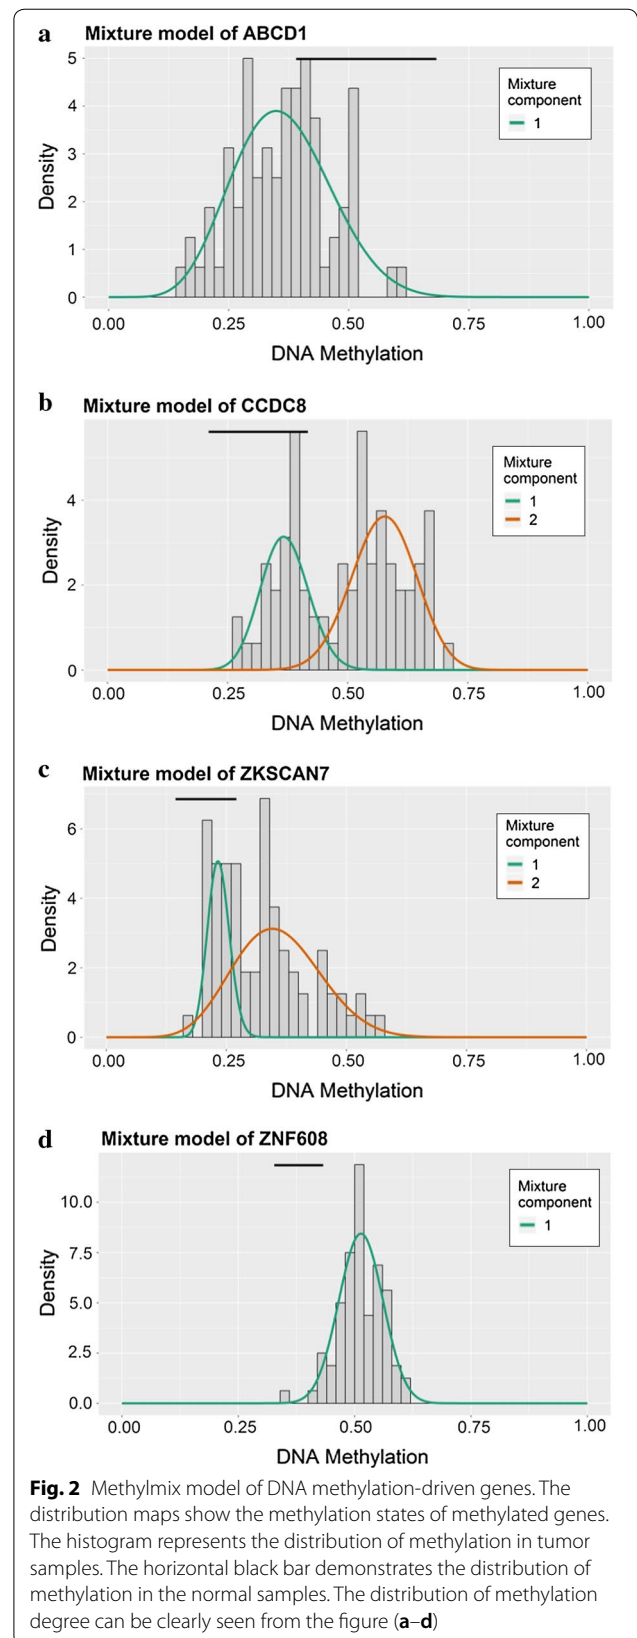 a Mixture model of ABCD1
5
4
3
2
1
0
Density
Mixture
component
1
0.00 0.25 0.50 0.75 1.00
DNA Methylation
b Mixture model of CCDC8
4
2
0
Density
Mixture
component
1
2
0.00 0.25 0.50 0.75 1.00
DNA Methylation
c Mixture model of ZKSCAN7
6
4
2
0
Density
Mixture
component
1
2
0.00 0.25 0.50 0.75 1.00
DNA Methylation
d Mixture model of ZNF608
10.0
7.5
5.0
2.5
0.0
Density
Mixture
component
1
0.00 0.25 0.50 0.75 1.00
DNA Methylation
Fig. 2 Methylmix model of DNA methylation-driven genes. The
distribution maps show the methylation states of methylated genes.
The histogram represents the distribution of methylation in tumor
samples. The horizontal black bar demonstrates the distribution of
methylation in the normal samples. The distribution of methylation
degree can be clearly seen from the figure (a–d)